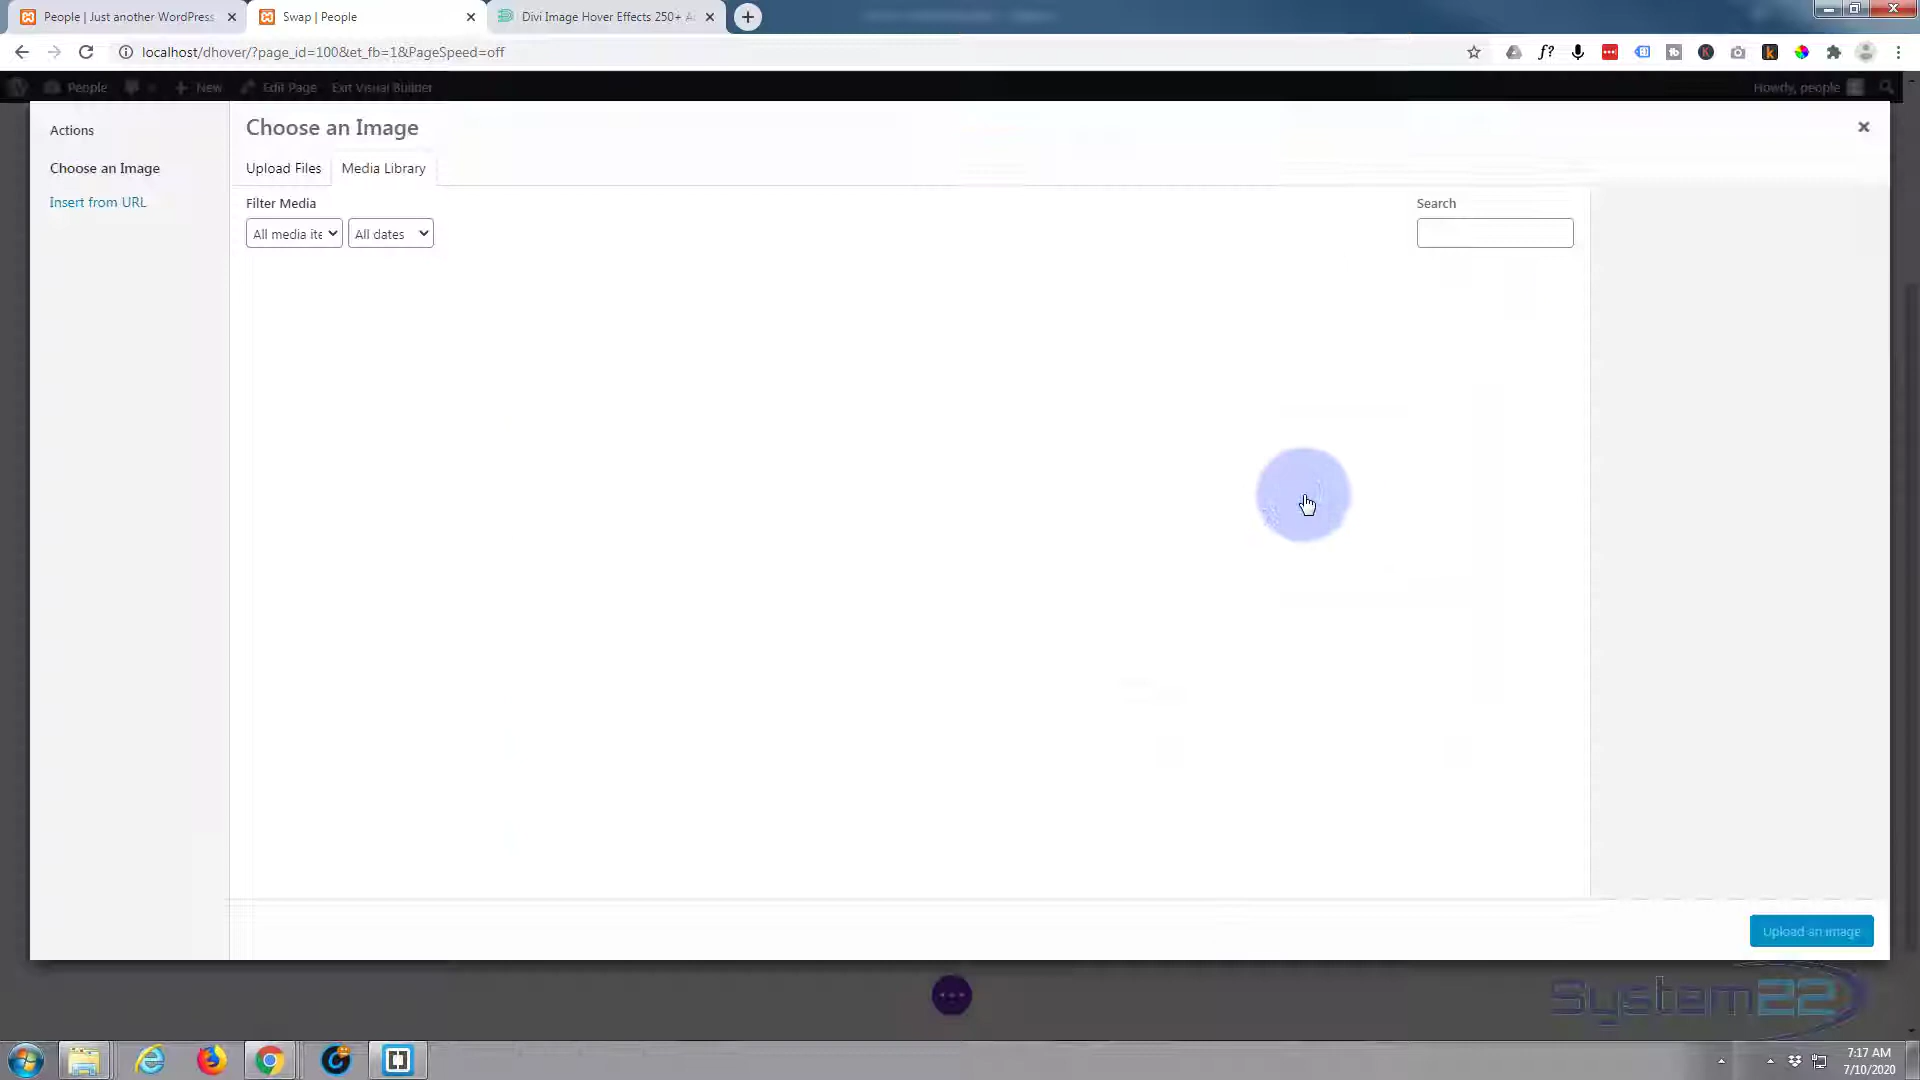 People | Just another WordPress
Swap | People
Divi Image Hover Effects 250+ A
localhost/dhover/?page_id=100&et_fb=1&PageSpeed=off
People
New
Edit Page
Exit Visual Builder
Howdy, people
Actions
Choose an Image
Insert from URL
Choose an Image
Upload Files
Media Library
Filter Media
All media ite
All dates
Search
Upload an image
System22
7:17 AM
7/10/2020